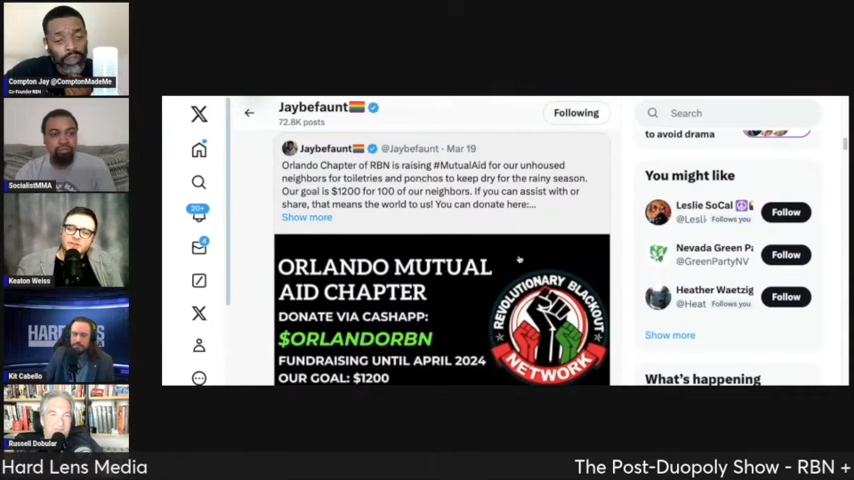 Compton Jay @ComptonMadeMe
Co-Founder RBN
SocialistMMA
Keaton Weiss
HARD LENS
Kit Cabello
Russell Dobular
Jaybefaunt
72.8K posts
Following
Search
Jaybefaunt @Jaybefaunt · Mar 19
Orlando Chapter of RBN is raising #MutualAid for our unhoused
neighbors for toiletries and ponchos to keep dry for the rainy season.
Our goal is $1200 for 100 of our neighbors. If you can assist with or
share, that means the world to us! You can donate here:...
Show more
ORLANDO MUTUAL
AID CHAPTER
DONATE VIA CASHAPP:
$ORLANDORBN
FUNDRAISING UNTIL APRIL 2024
OUR GOAL: $1200
REVOLUTIONARY BLACKOUT
NETWORK
20+
4
to avoid drama
You might like
Leslie SoCal
@Lesli Follows you
Follow
Nevada Green Pa
@GreenPartyNV
Follow
Heather Waetzig
@Heat Follows you
Follow
Show more
What's happening
Hard Lens Media
The Post-Duopoly Show - RBN +